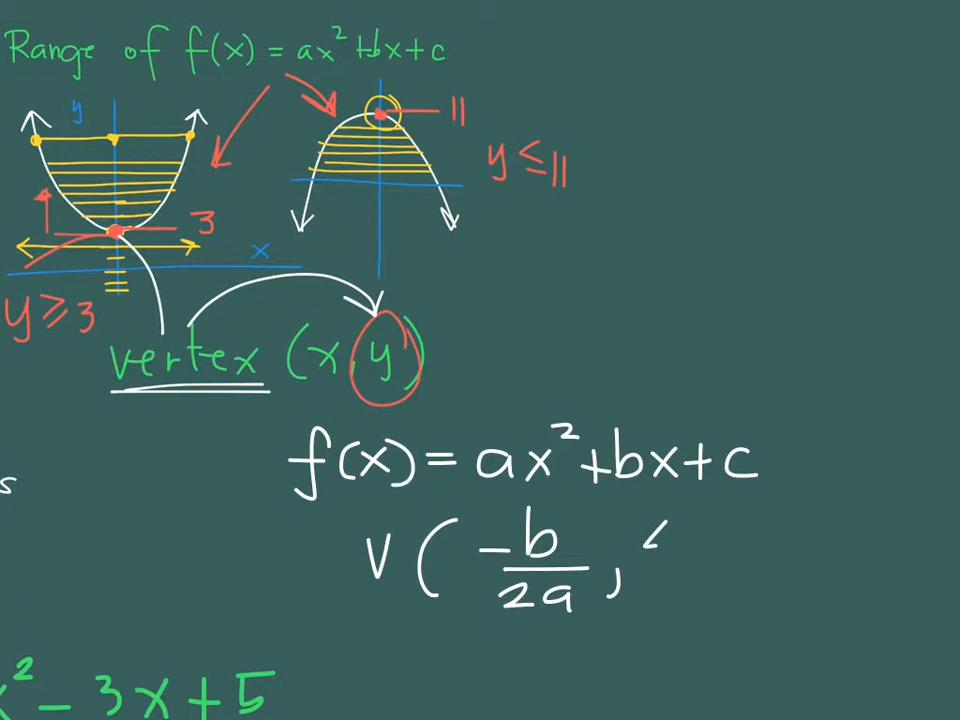 Range of f(x) = ax² + bx + c
y
11
y ≤ 11
3
x
y ≥ 3
vertex (x, y)
f(x) = ax² + bx + c
s
V ( -b/2a ,
x² - 3x + 5